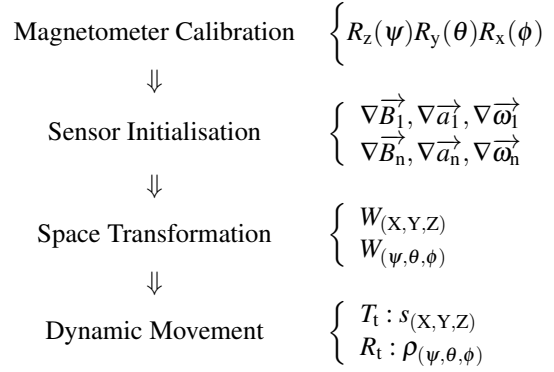 Magnetometer Calibration { R_z(ψ)R_y(θ)R_x(ϕ)
⇓
Sensor Initialisation { ∇B⃗_1, ∇a⃗_1, ∇ω⃗_1
∇B⃗_n, ∇a⃗_n, ∇ω⃗_n
⇓
Space Transformation { W_(X,Y,Z)
W_(ψ,θ,ϕ)
⇓
Dynamic Movement { T_t : s_(X,Y,Z)
R_t : ρ_(ψ,θ,ϕ)